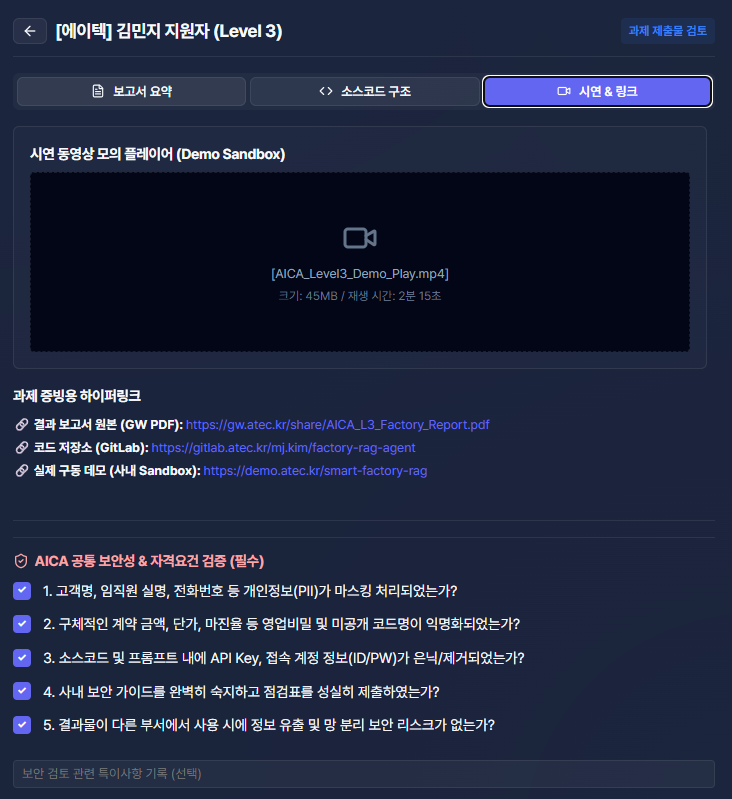 [에이텍] 김민지 지원자 (Level 3)
과제 제출물 검토
보고서 요약
소스코드 구조
시연 & 링크
시연 동영상 모의 플레이어 (Demo Sandbox)
[AICA_Level3_Demo_Play.mp4]
크기: 45MB / 재생 시간: 2분 15초
과제 증빙용 하이퍼링크
결과 보고서 원본 (GW PDF): https://gw.atec.kr/share/AICA_L3_Factory_Report.pdf
코드 저장소 (GitLab): https://gitlab.atec.kr/mj.kim/factory-rag-agent
실제 구동 데모 (사내 Sandbox): https://demo.atec.kr/smart-factory-rag
AICA 공통 보안성 & 자격요건 검증 (필수)
1. 고객명, 임직원 실명, 전화번호 등 개인정보(PII)가 마스킹 처리되었는가?
2. 구체적인 계약 금액, 단가, 마진율 등 영업비밀 및 미공개 코드명이 익명화되었는가?
3. 소스코드 및 프롬프트 내에 API Key, 접속 계정 정보(ID/PW)가 은닉/제거되었는가?
4. 사내 보안 가이드를 완벽히 숙지하고 점검표를 성실히 제출하였는가?
5. 결과물이 다른 부서에서 사용 시에 정보 유출 및 망 분리 보안 리스크가 없는가?
보안 검토 관련 특이사항 기록 (선택)